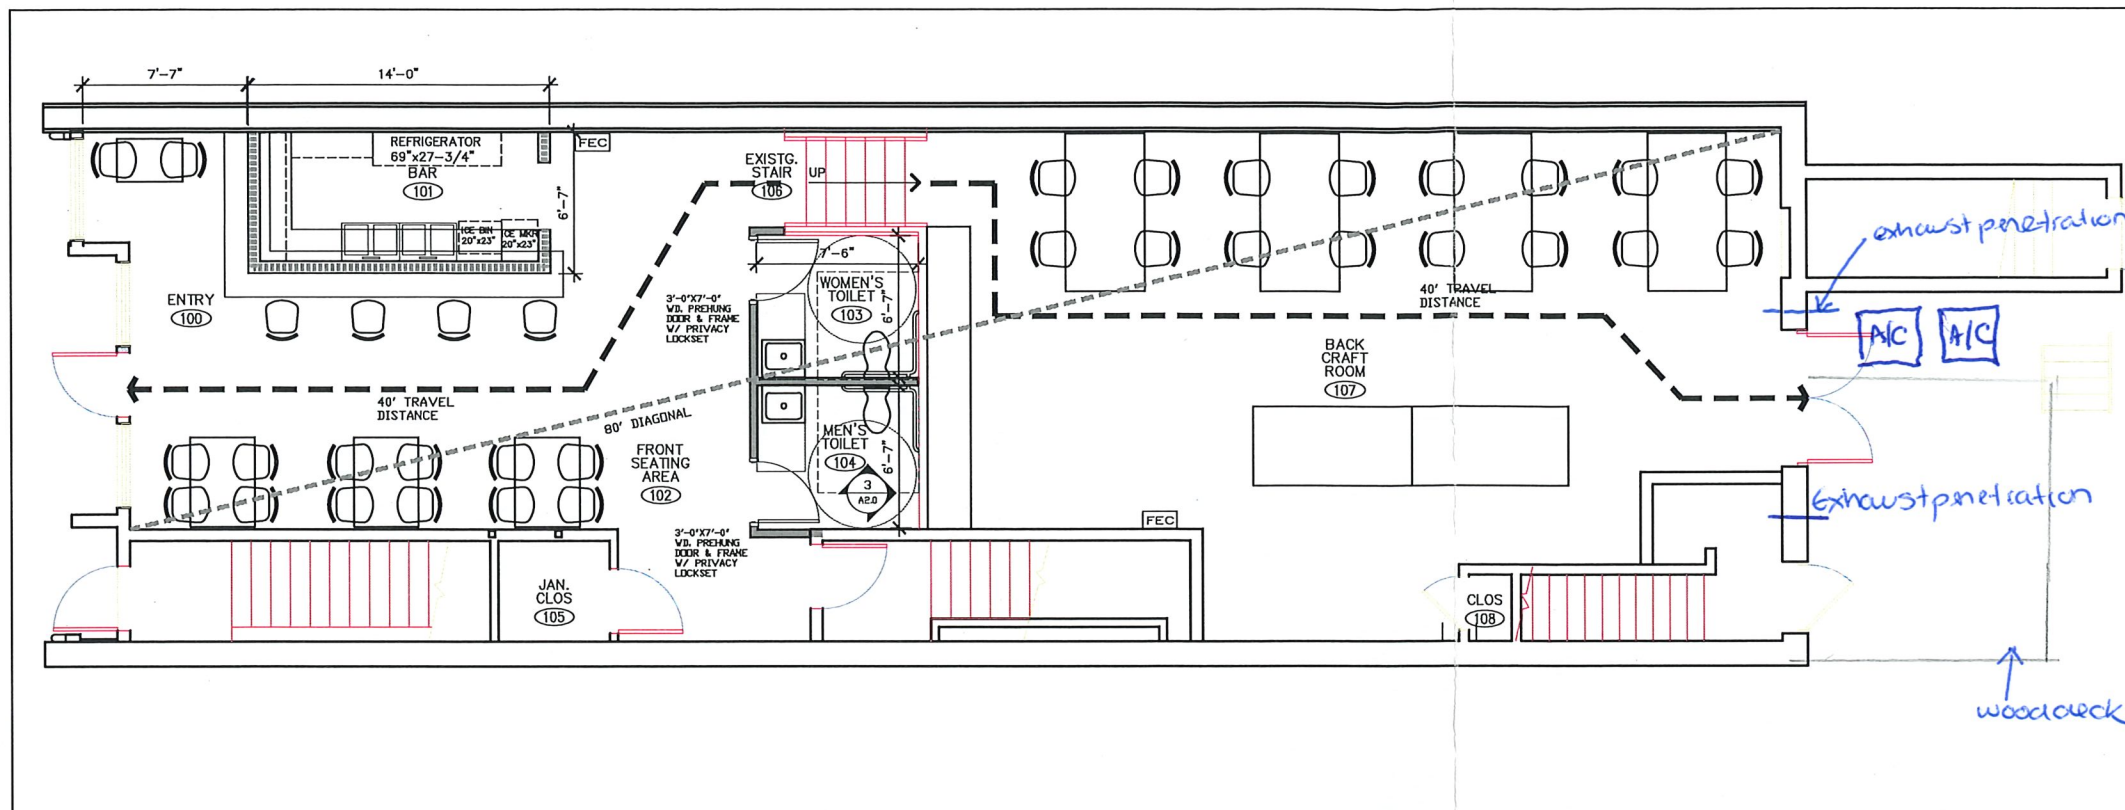 7'-7"
14'-0"
REFRIGERATOR
69"x27-3/4"
BAR
101
FEC
6'-7"
ICE BIN
20"x23"
ICE MKR
20"x23"
EXISTG.
STAIR
106
UP
7'-6"
ENTRY
100
3'-0"X7'-0"
WD. PREHUNG
DOOR & FRAME
W/ PRIVACY
LOCKSET
WOMEN'S
TOILET
103
6'-7"
40' TRAVEL
DISTANCE
exhaust penetration
A/C
A/C
BACK
CRAFT
ROOM
107
40' TRAVEL
DISTANCE
80' DIAGONAL
FRONT
SEATING
AREA
102
MEN'S
TOILET
104
6'-7"
3
A2.0
Exhaust penetration
FEC
3'-0"X7'-0"
WD. PREHUNG
DOOR & FRAME
W/ PRIVACY
LOCKSET
JAN.
CLOS
105
CLOS
108
wood deck